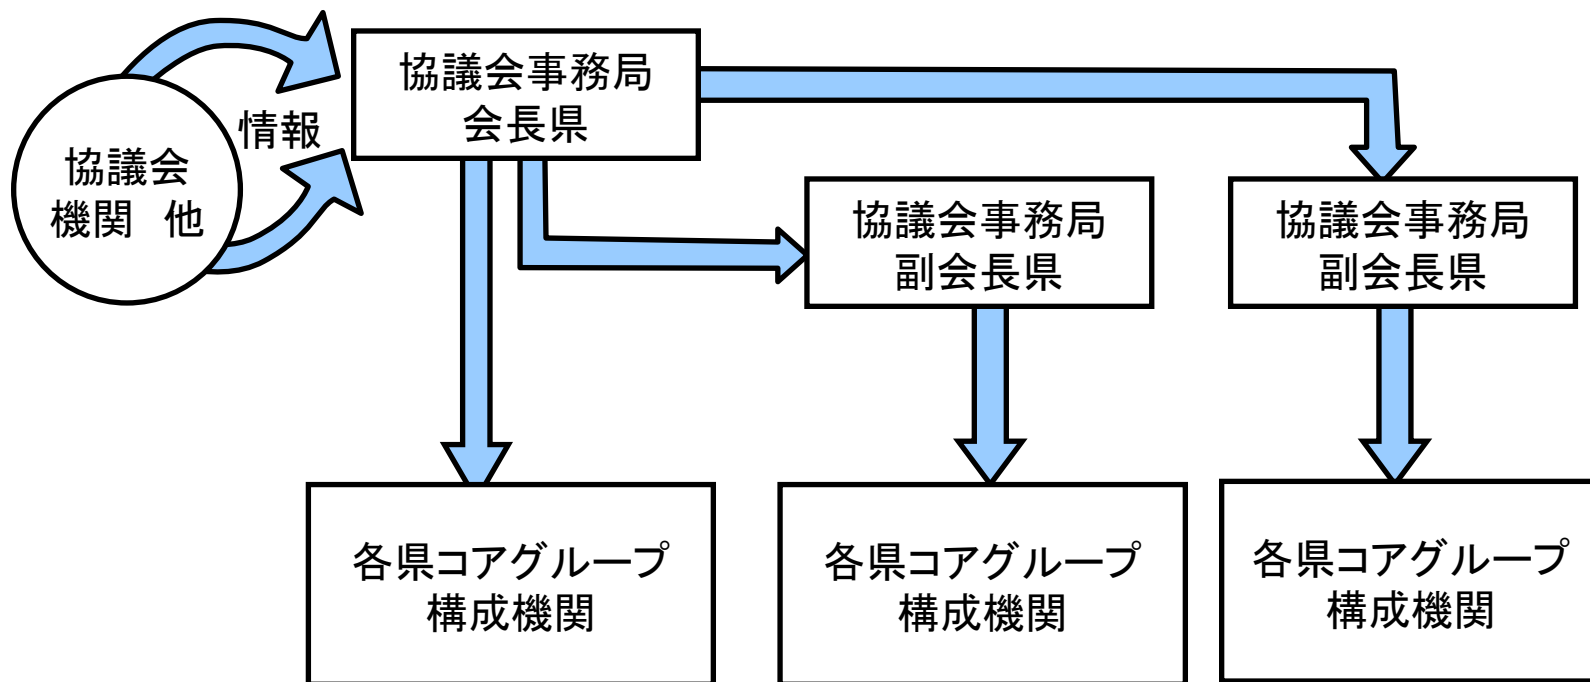 協議会事務局
会長県
情報
協議会
機関　他
協議会事務局
副会長県
協議会事務局
副会長県
各県コアグループ
構成機関
各県コアグループ
構成機関
各県コアグループ
構成機関